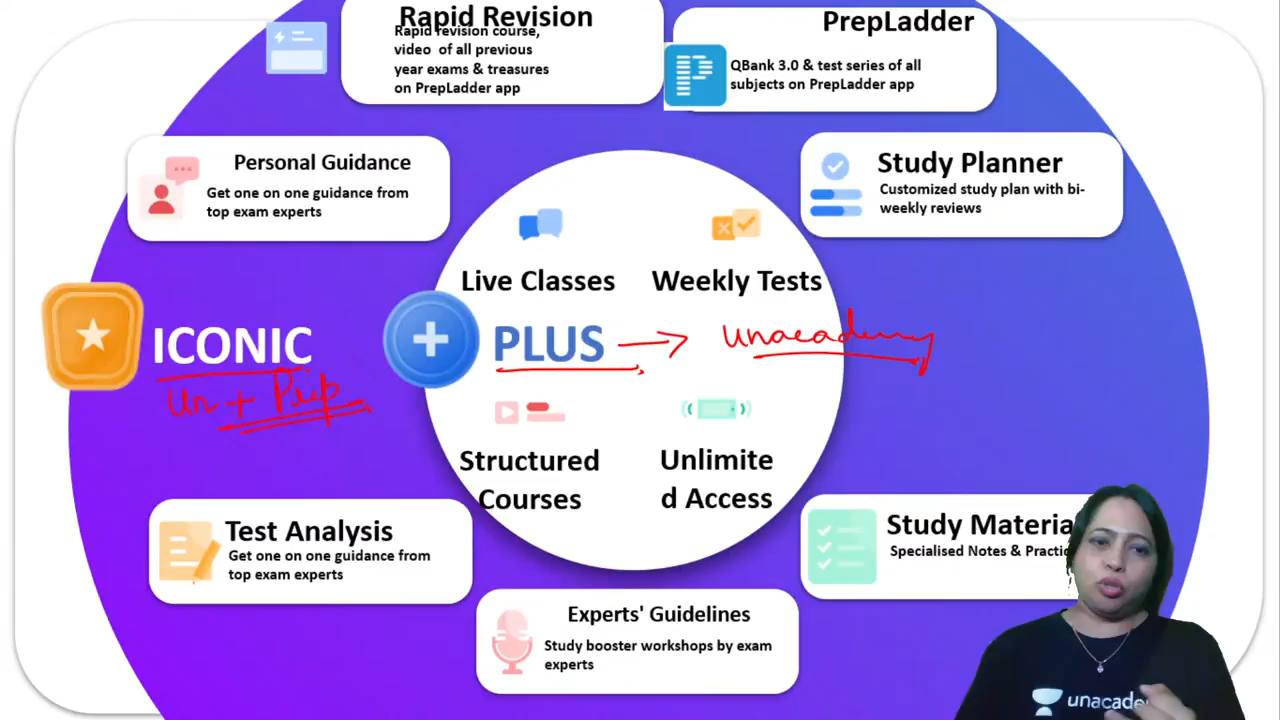 Rapid Revision
Rapid revision course,
video of all previous
year exams & treasures
on PrepLadder app
PrepLadder
QBank 3.0 & test series of all
subjects on PrepLadder app
Personal Guidance
Get one on one guidance from
top exam experts
Study Planner
Customized study plan with bi-
weekly reviews
Live Classes
Weekly Tests
ICONIC
Un + Prep
PLUS
unacademy
Structured
Courses
Unlimite
d Access
Test Analysis
Get one on one guidance from
top exam experts
Study Materia
Specialised Notes & Practic
Experts' Guidelines
Study booster workshops by exam
experts
unacade